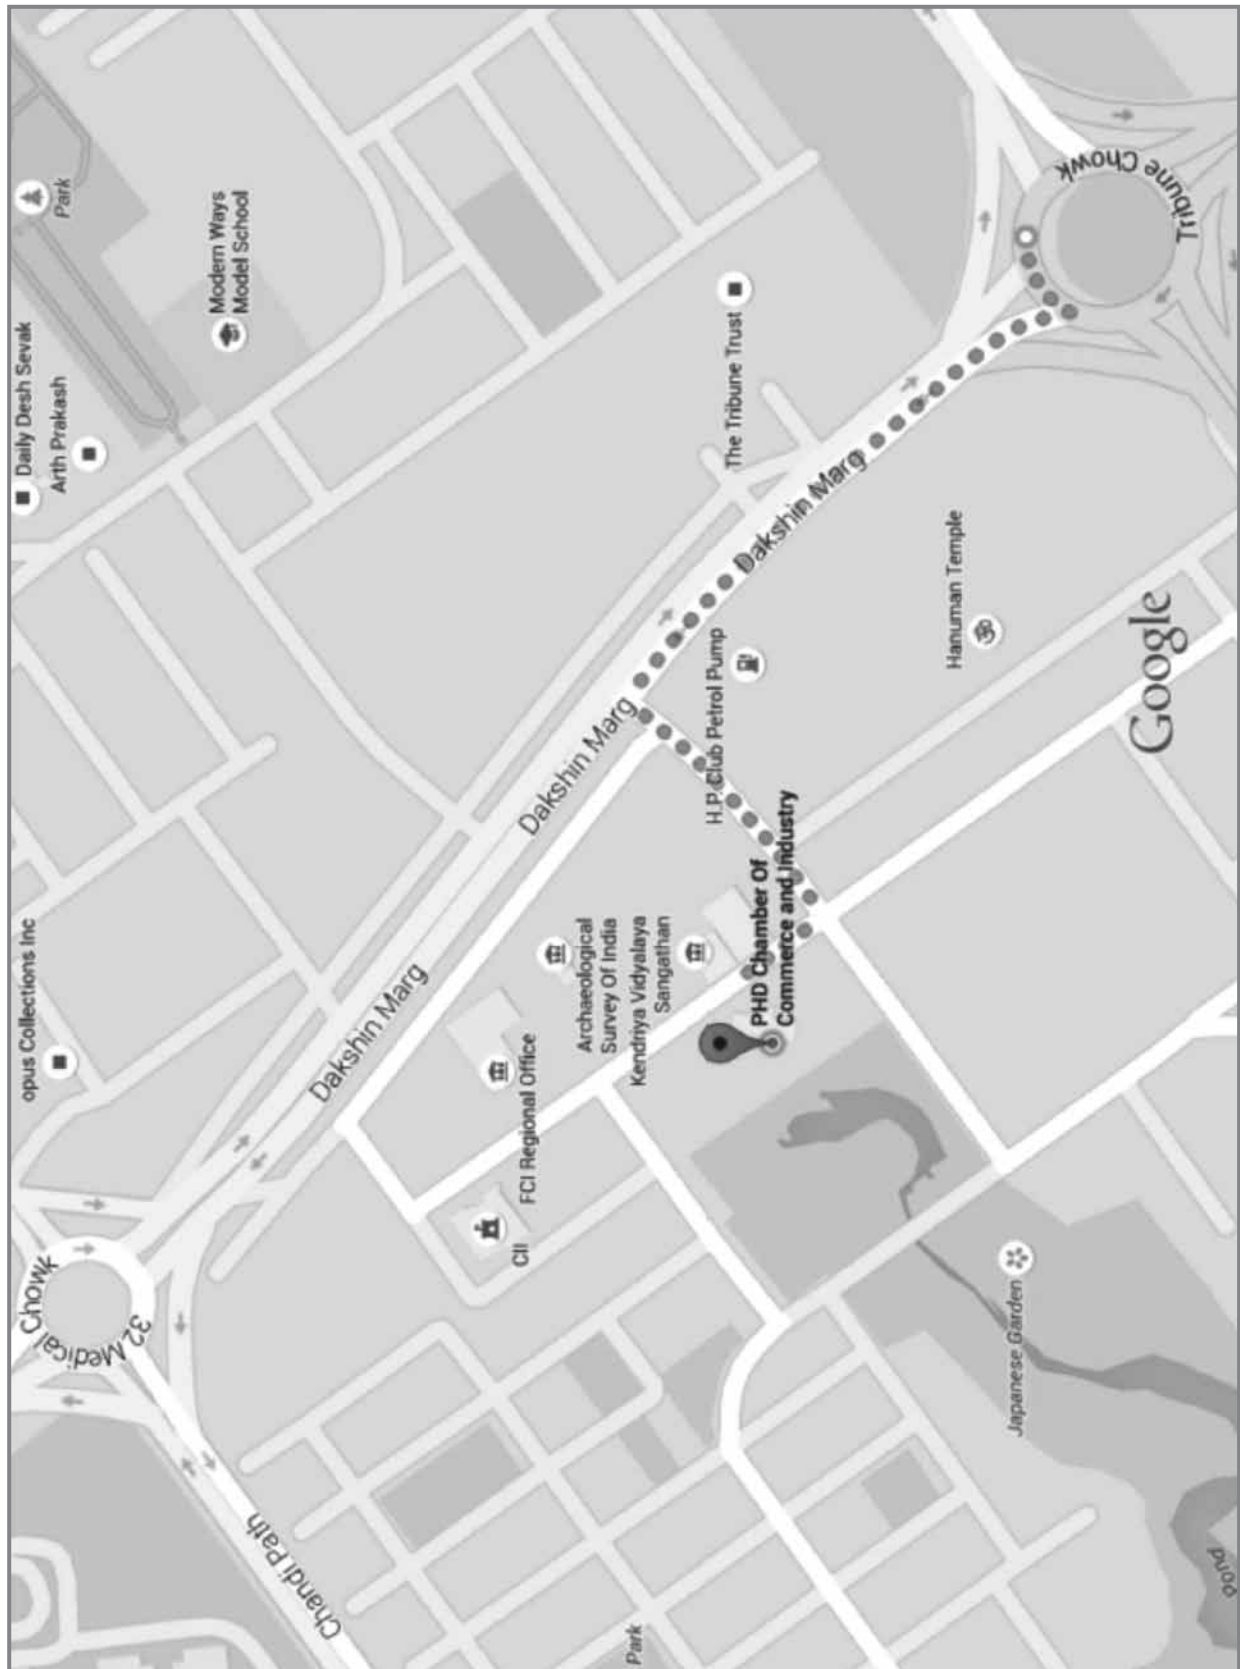 opus Collections Inc
Daily Desh Sevak
Arth Prakash
Park
Modern Ways
Model School
32 Medical Chowk
Chandi Path
Dakshin Marg
Dakshin Marg
Dakshin Marg
CII
FCI Regional Office
Archaeological
Survey Of India
Kendriya Vidyalaya
Sangathan
H.P. Club Petrol Pump
The Tribune Trust
PHD Chamber Of
Commerce and Industry
Hanuman Temple
Tribune Chowk
Japanese Garden
Park
pond
Google